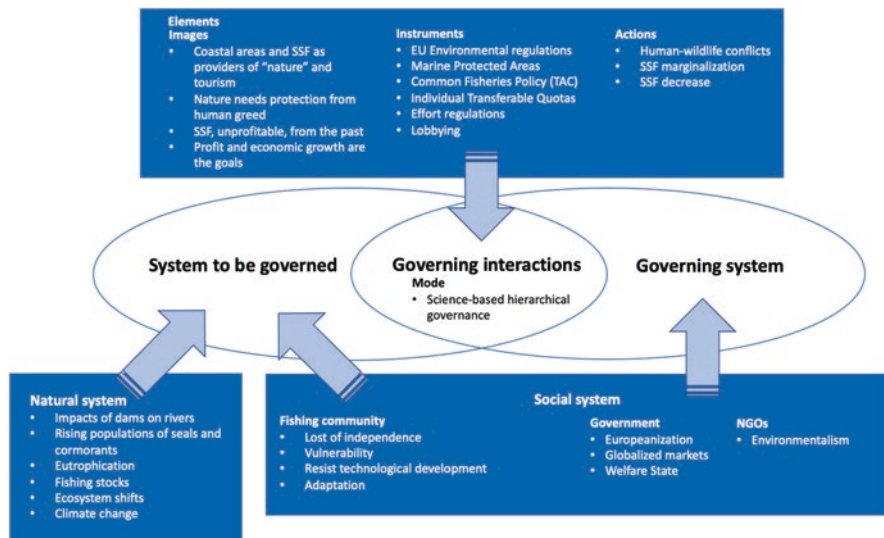 Elements
Images
• Coastal areas and SSF as
providers of "nature" and
tourism
• Nature needs protection from
human greed
• SSF, unprofitable, from the past
• Profit and economic growth are
the goals
Instruments
• EU Environmental regulations
• Marine Protected Areas
• Common Fisheries Policy (TAC)
• Individual Transferable Quotas
• Effort regulations
• Lobbying
Actions
• Human-wildlife conflicts
• SSF marginalization
• SSF decrease
System to be governed
Governing interactions
Mode
• Science-based hierarchical
governance
Governing system
Natural system
• Impacts of dams on rivers
• Rising populations of seals and
cormorants
• Eutrophication
• Fishing stocks
• Ecosystem shifts
• Climate change
Social system
Fishing community
• Lost of independence
• Vulnerability
• Resist technological development
• Adaptation
Government
• Europeanization
• Globalized markets
• Welfare State
NGOs
• Environmentalism